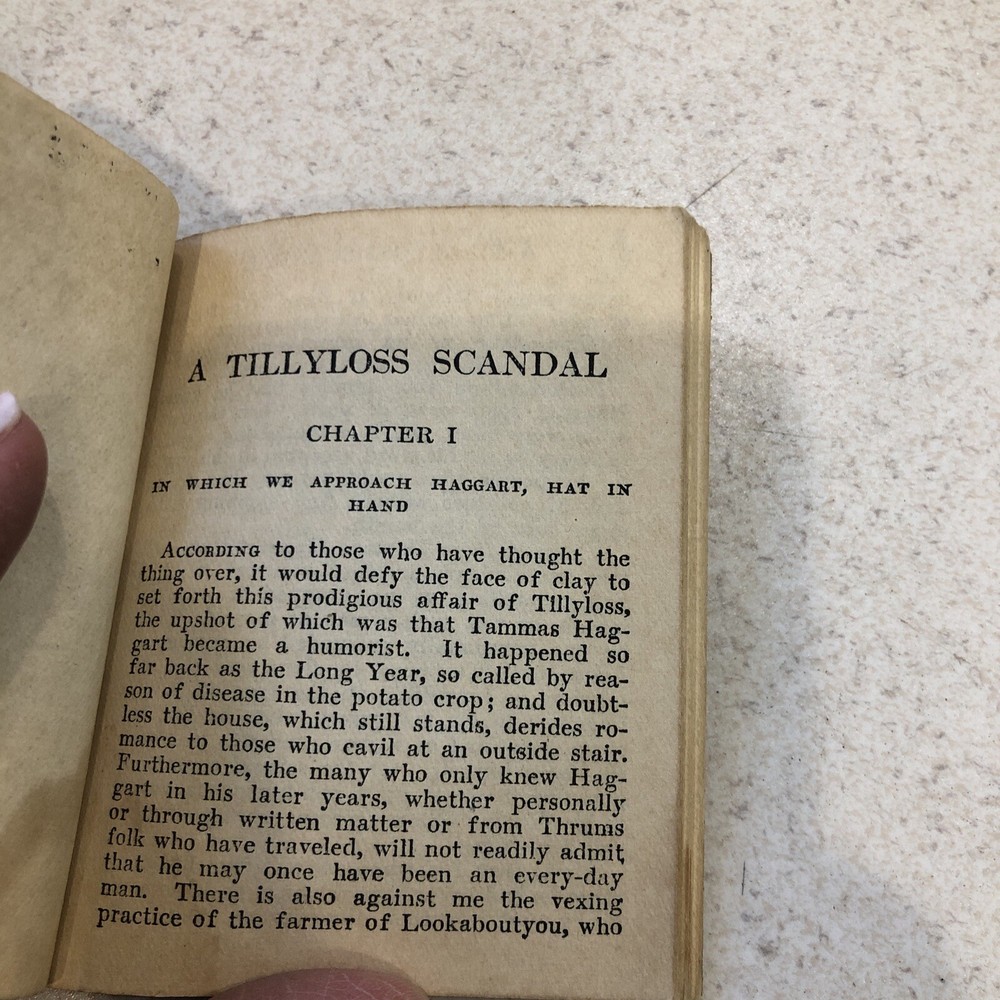 A TILLYLOSS SCANDAL
CHAPTER I
IN WHICH WE APPROACH HAGGART, HAT IN
HAND
ACCORDING to those who have thought the
thing over, it would defy the face of clay to
set forth this prodigious affair of Tillyloss,
the upshot of which was that Tammas Hag-
gart became a humorist. It happened so
far back as the Long Year, so called by rea-
son of disease in the potato crop; and doubt-
less the house, which still stands, derides ro-
mance to those who cavil at an outside stair.
Furthermore, the many who only knew Hag-
gart in his later years, whether personally
or through written matter or from Thrums
folk who have traveled, will not readily admit
that he may once have been an every-day
man. There is also against me the vexing
practice of the farmer of Lookaboutyou, who